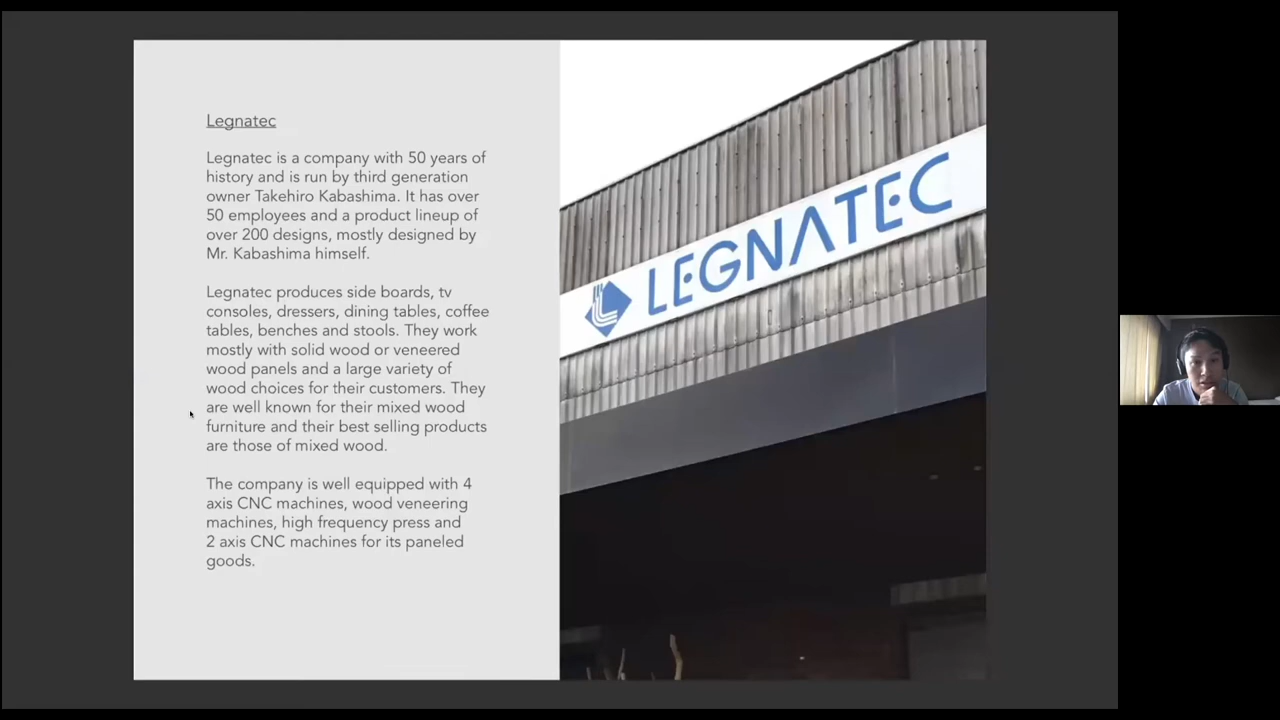 Legnatec
Legnatec is a company with 50 years of
history and is run by third generation
owner Takehiro Kabashima. It has over
50 employees and a product lineup of
over 200 designs, mostly designed by
Mr. Kabashima himself.
Legnatec produces side boards, tv
consoles, dressers, dining tables, coffee
tables, benches and stools. They work
mostly with solid wood or veneered
wood panels and a large variety of
wood choices for their customers. They
are well known for their mixed wood
furniture and their best selling products
are those of mixed wood.
The company is well equipped with 4
axis CNC machines, wood veneering
machines, high frequency press and
2 axis CNC machines for its paneled
goods.
LEGNATEC